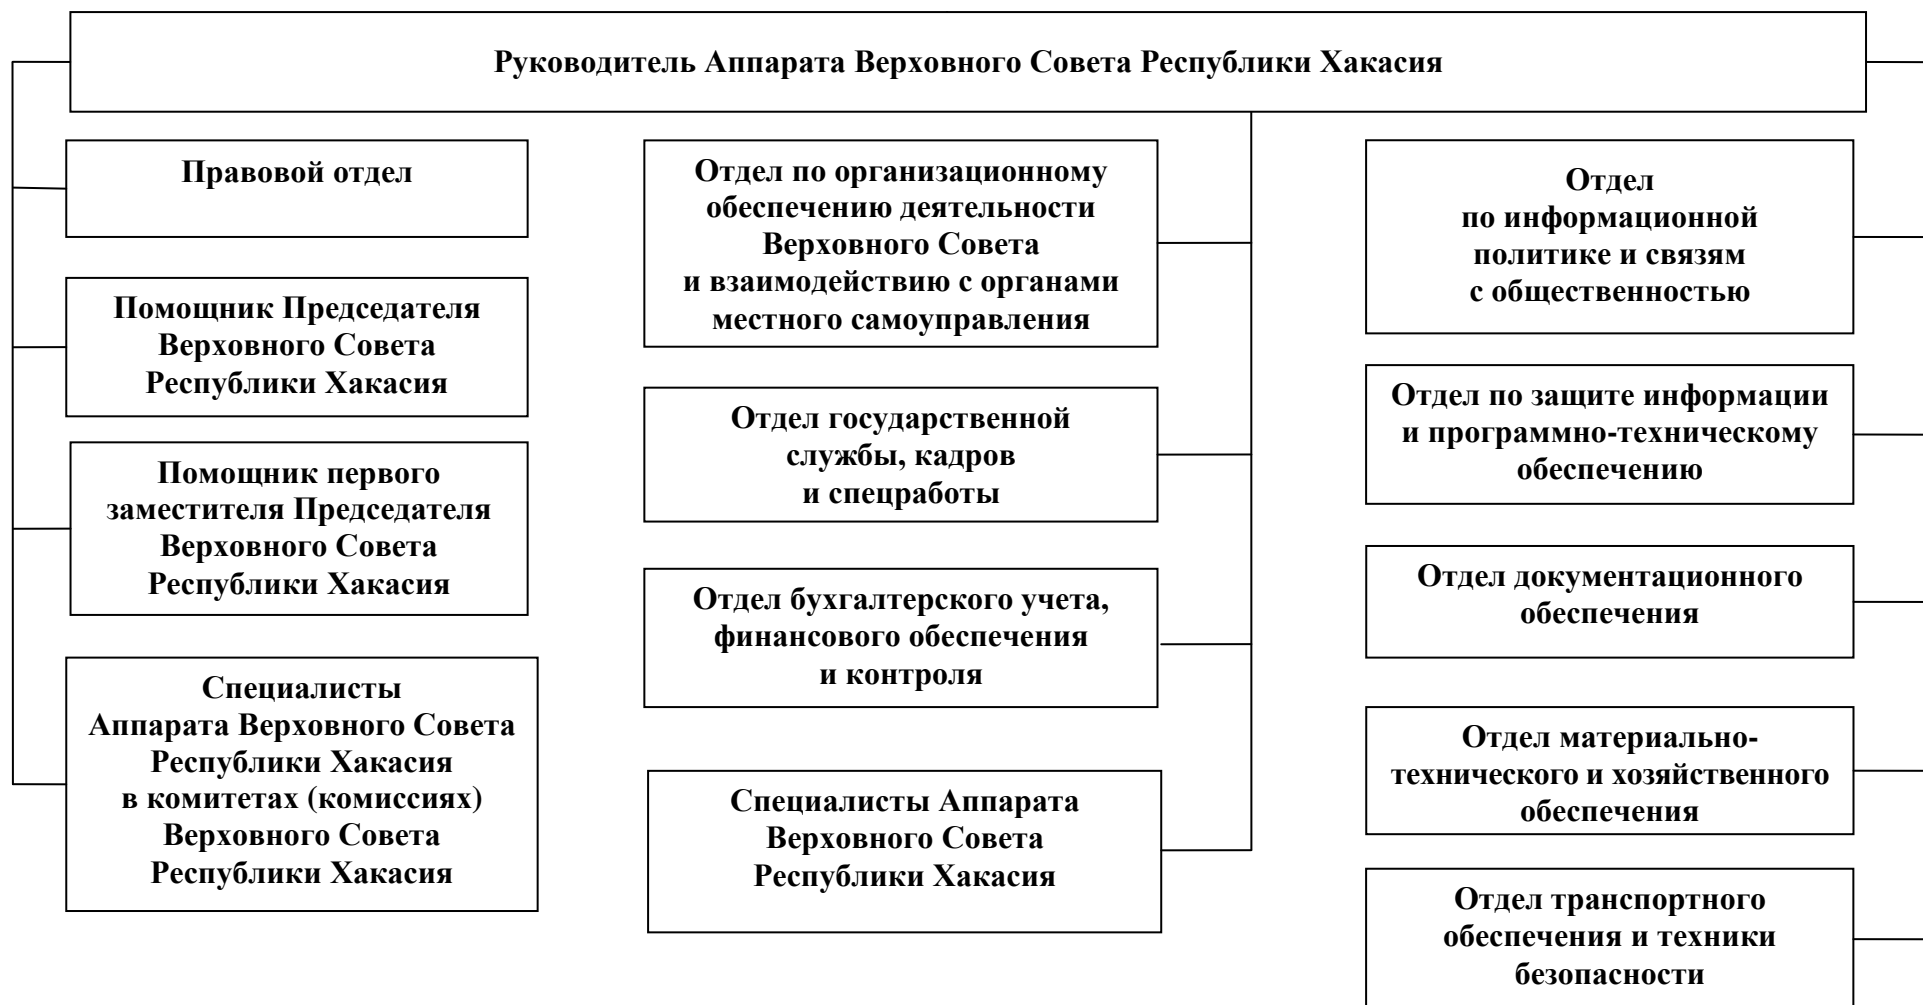 Руководитель Аппарата Верховного Совета Республики Хакасия
Правовой отдел
Помощник Председателя
Верховного Совета
Республики Хакасия
Помощник первого
заместителя Председателя
Верховного Совета
Республики Хакасия
Специалисты
Аппарата Верховного Совета
Республики Хакасия
в комитетах (комиссиях)
Верховного Совета
Республики Хакасия
Отдел по организационному
обеспечению деятельности
Верховного Совета
и взаимодействию с органами
местного самоуправления
Отдел государственной
службы, кадров
и спецработы
Отдел бухгалтерского учета,
финансового обеспечения
и контроля
Специалисты Аппарата
Верховного Совета
Республики Хакасия
Отдел
по информационной
политике и связям
с общественностью
Отдел по защите информации
и программно-техническому
обеспечению
Отдел документационного
обеспечения
Отдел материально-
технического и хозяйственного
обеспечения
Отдел транспортного
обеспечения и техники
безопасности